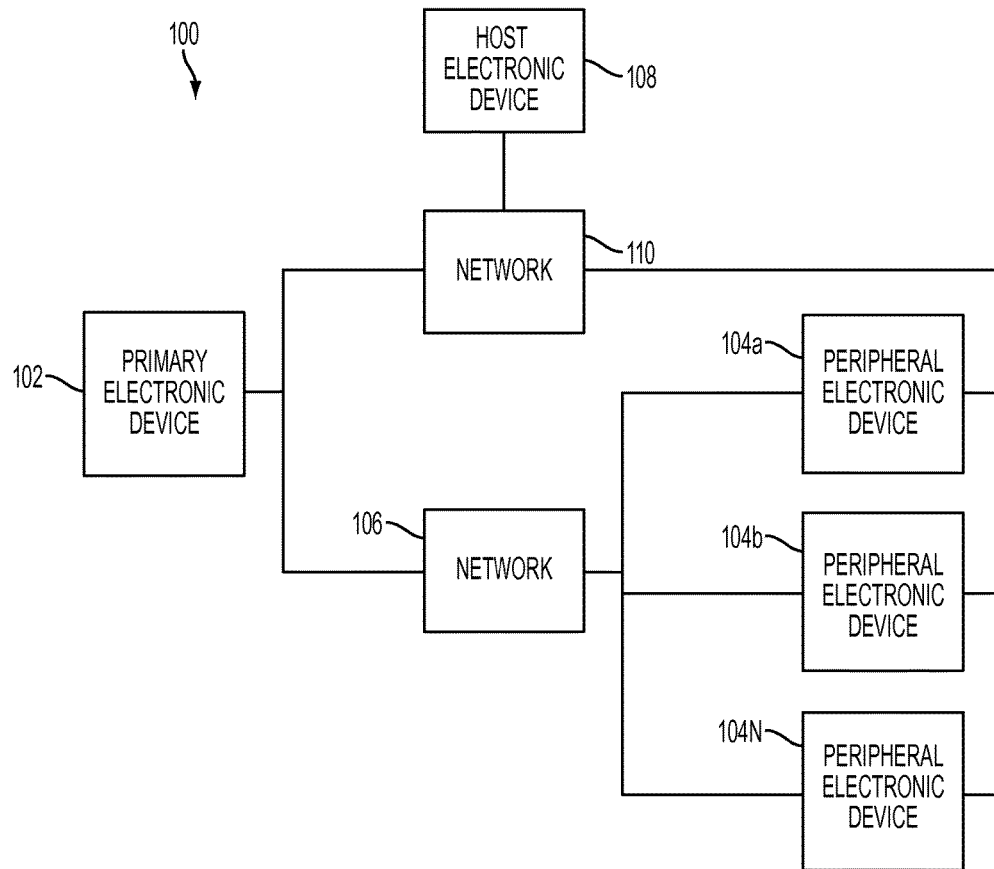 100
HOST
ELECTRONIC
DEVICE
108
NETWORK
110
102
PRIMARY
ELECTRONIC
DEVICE
104a
PERIPHERAL
ELECTRONIC
DEVICE
106
NETWORK
104b
PERIPHERAL
ELECTRONIC
DEVICE
104N
PERIPHERAL
ELECTRONIC
DEVICE